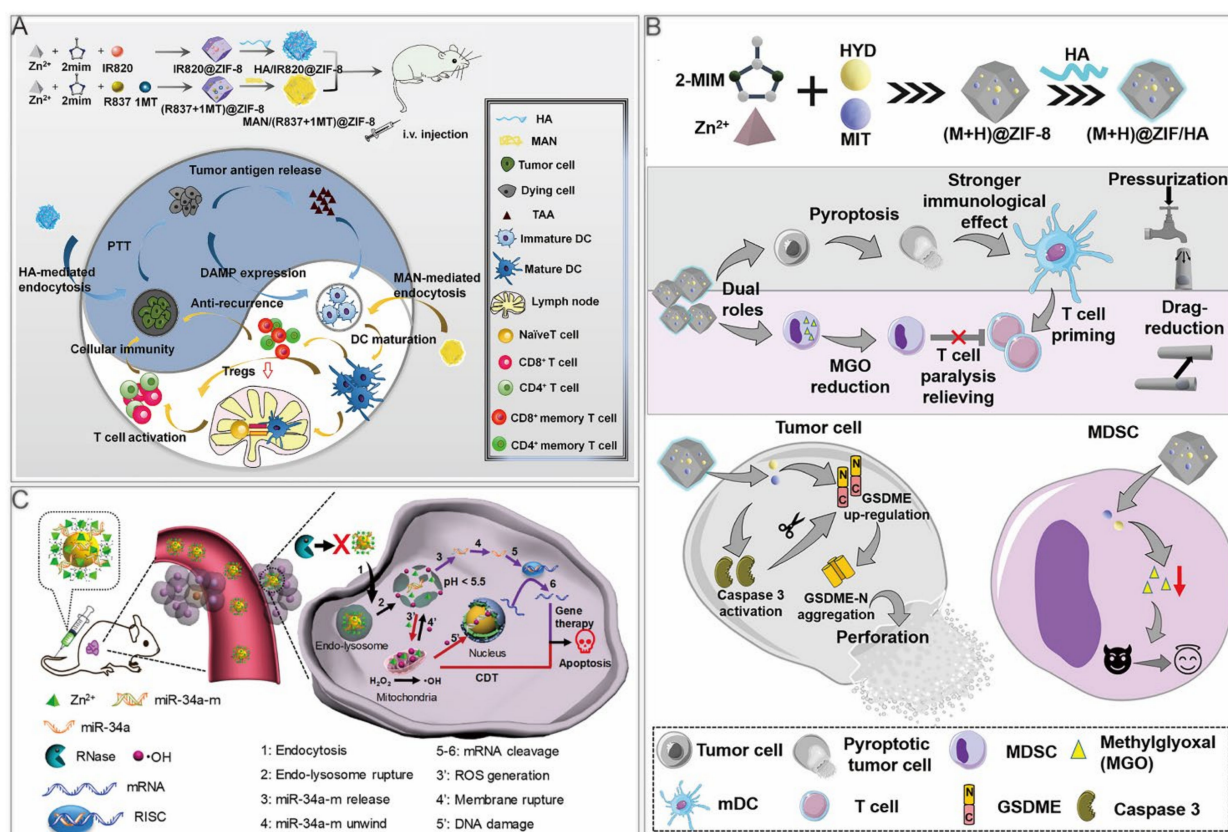 A
Zn2+ + 2mim + IR820
IR820@ZIF-8
HA/IR820@ZIF-8
Zn2+ + 2mim + R837 1MT
(R837+1MT)@ZIF-8
MAN/(R837+1MT)@ZIF-8
i.v. injection
HA
MAN
Tumor cell
Dying cell
TAA
Immature DC
Mature DC
Lymph node
NaïveT cell
CD8+ T cell
CD4+ T cell
CD8+ memory T cell
CD4+ memory T cell
Tumor antigen release
PTT
HA-mediated
endocytosis
DAMP expression
MAN-mediated
endocytosis
Anti-recurrence
DC maturation
Cellular immunity
Tregs
T cell activation
B
2-MIM
Zn2+
+
HYD
MIT
(M+H)@ZIF-8
HA
(M+H)@ZIF/HA
Dual
roles
Pyroptosis
Stronger
immunological
effect
Pressurization
MGO
reduction
T cell
paralysis
relieving
T cell
priming
Drag-
reduction
Tumor cell
N
N
C
C
GSDME
up-regulation
Caspase 3
activation
GSDME-N
aggregation
Perforation
MDSC
Tumor cell
Pyroptotic
tumor cell
MDSC
Methylglyoxal
(MGO)
mDC
T cell
N
C
GSDME
Caspase 3
C
RNase
1
2
Endo-lysosome
pH < 5.5
3
4
5
6
3'
4'
5'
Nucleus
Gene
therapy
Apoptosis
H2O2
•OH
CDT
Mitochondria
Zn2+
miR-34a-m
miR-34a
RNase
•OH
mRNA
RISC
1: Endocytosis
2: Endo-lysosome rupture
3: miR-34a-m release
4: miR-34a-m unwind
5-6: mRNA cleavage
3': ROS generation
4': Membrane rupture
5': DNA damage